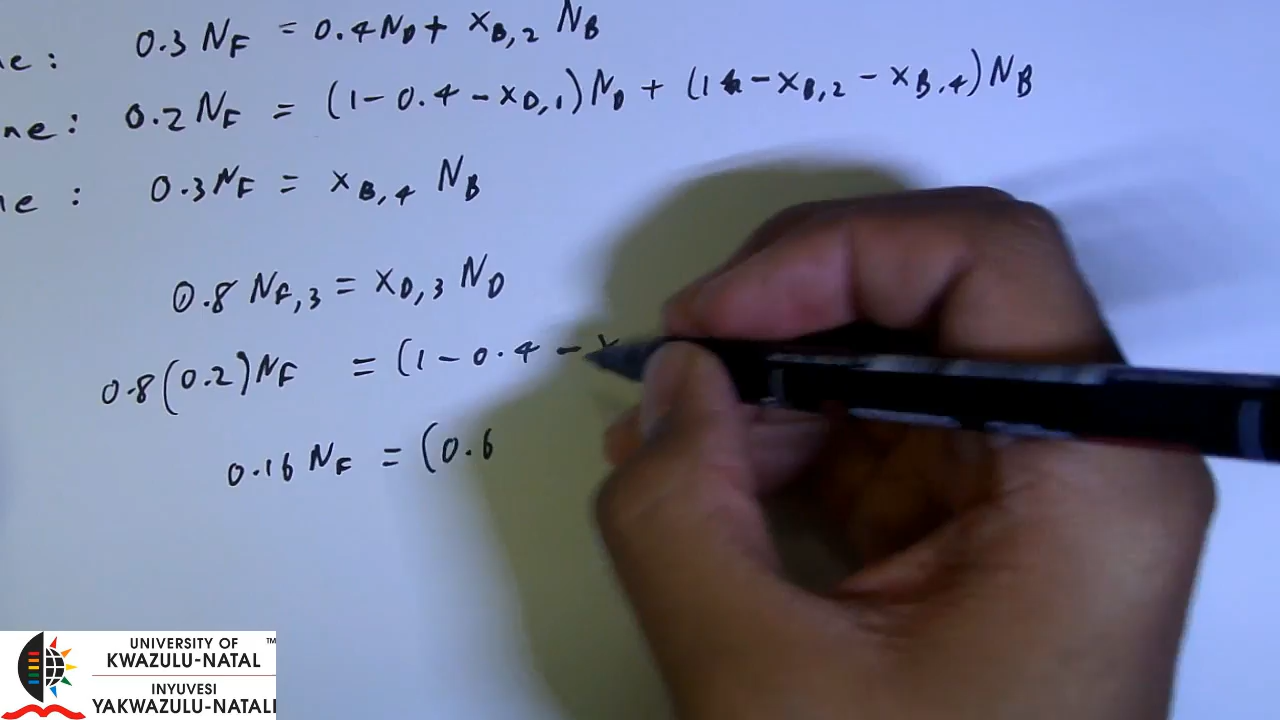 0.3 N_F = 0.4 N_D + x_B,2 N_B
0.2 N_F = (1 - 0.4 - x_D,1) N_D + (1 - x_B,2 - x_B,4) N_B
0.3 N_F = x_B,4 N_B
0.8 N_F,3 = x_D,3 N_D
0.8(0.2) N_F = (1 - 0.4 -
0.16 N_F = (0.6
UNIVERSITY OF ™
KWAZULU-NATAL
INYUVESI
YAKWAZULU-NATALI